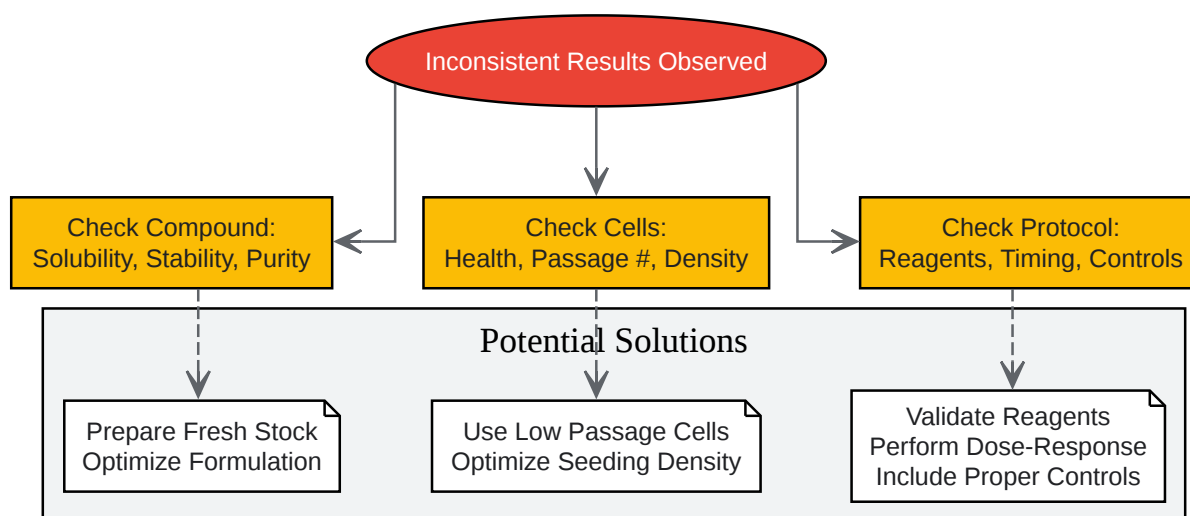 Inconsistent Results Observed
Check Compound:
Solubility, Stability, Purity
Check Cells:
Health, Passage #, Density
Check Protocol:
Reagents, Timing, Controls
Potential Solutions
Prepare Fresh Stock
Optimize Formulation
Use Low Passage Cells
Optimize Seeding Density
Validate Reagents
Perform Dose-Response
Include Proper Controls